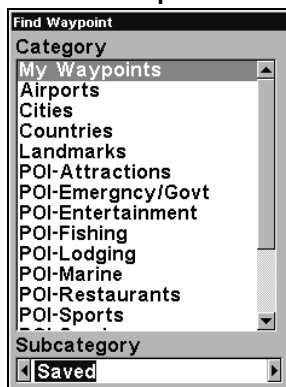 Find Waypoint
Category
My Waypoints
Airports
Cities
Countries
Landmarks
POI-Attractions
POI-Emergncy/Govt
POI-Entertainment
POI-Fishing
POI-Lodging
POI-Marine
POI-Restaurants
POI-Sports
Subcategory
Saved